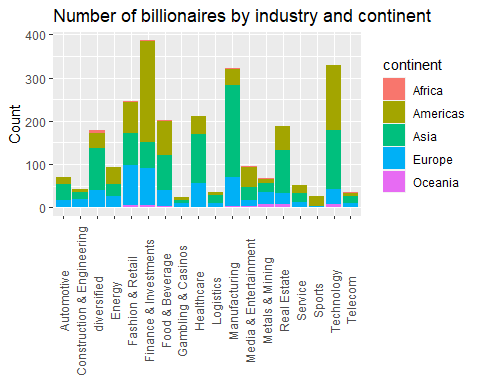 Number of billionaires by industry and continent
Count
400
300
200
100
0
Automotive
Construction & Engineering
diversified
Energy
Fashion & Retail
Finance & Investments
Food & Beverage
Gambling & Casinos
Healthcare
Logistics
Manufacturing
Media & Entertainment
Metals & Mining
Real Estate
Service
Sports
Technology
Telecom
continent
Africa
Americas
Asia
Europe
Oceania